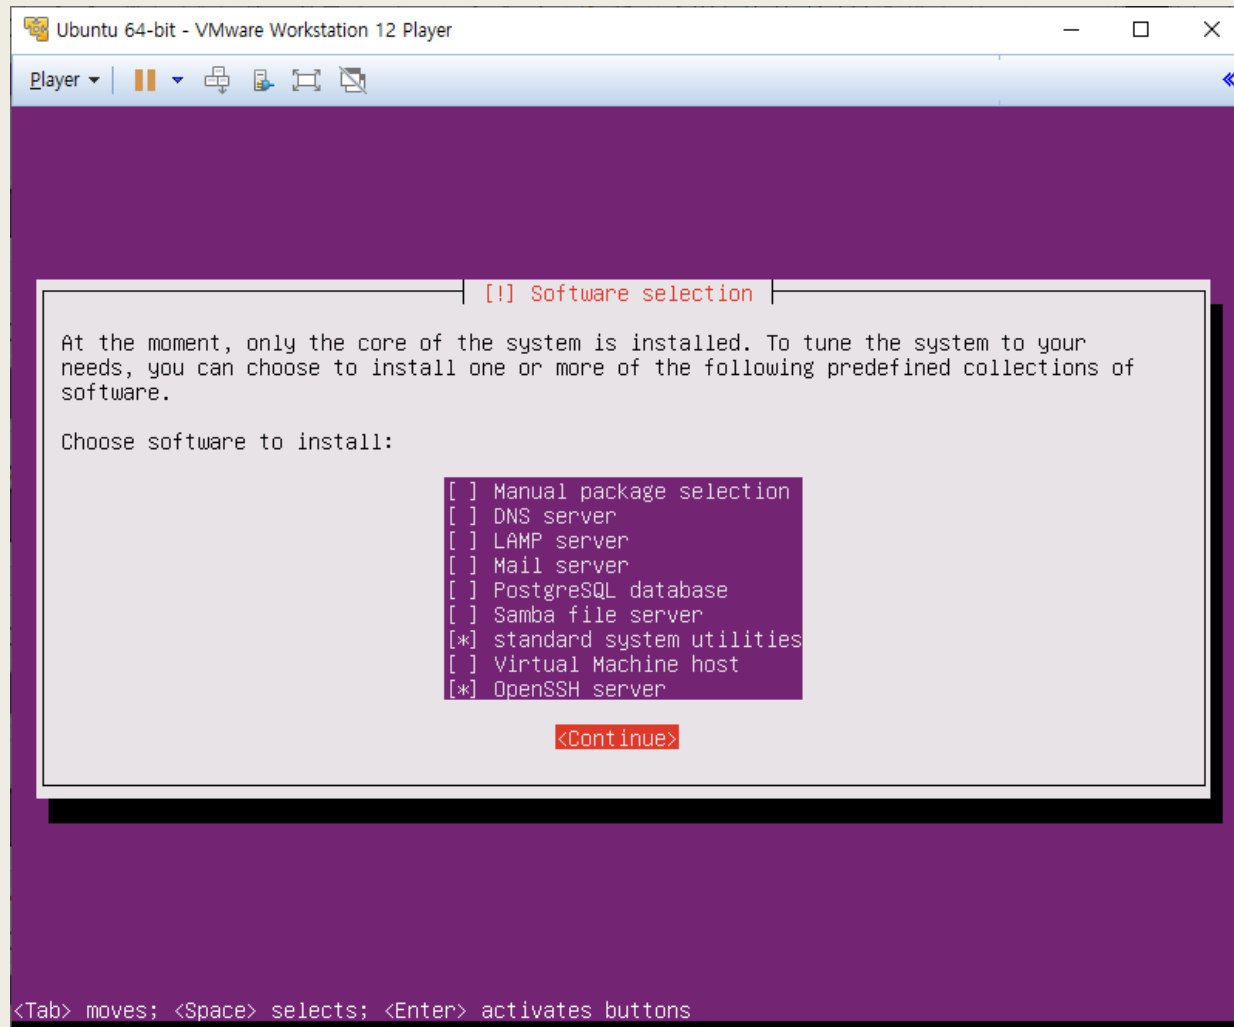 Ubuntu 64-bit - VMware Workstation 12 Player
Player
[!] Software selection
At the moment, only the core of the system is installed. To tune the system to your
needs, you can choose to install one or more of the following predefined collections of
software.
Choose software to install:
[ ] Manual package selection
[ ] DNS server
[ ] LAMP server
[ ] Mail server
[ ] PostgreSQL database
[ ] Samba file server
[*] standard system utilities
[ ] Virtual Machine host
[*] OpenSSH server
<Continue>
<Tab> moves; <Space> selects; <Enter> activates buttons